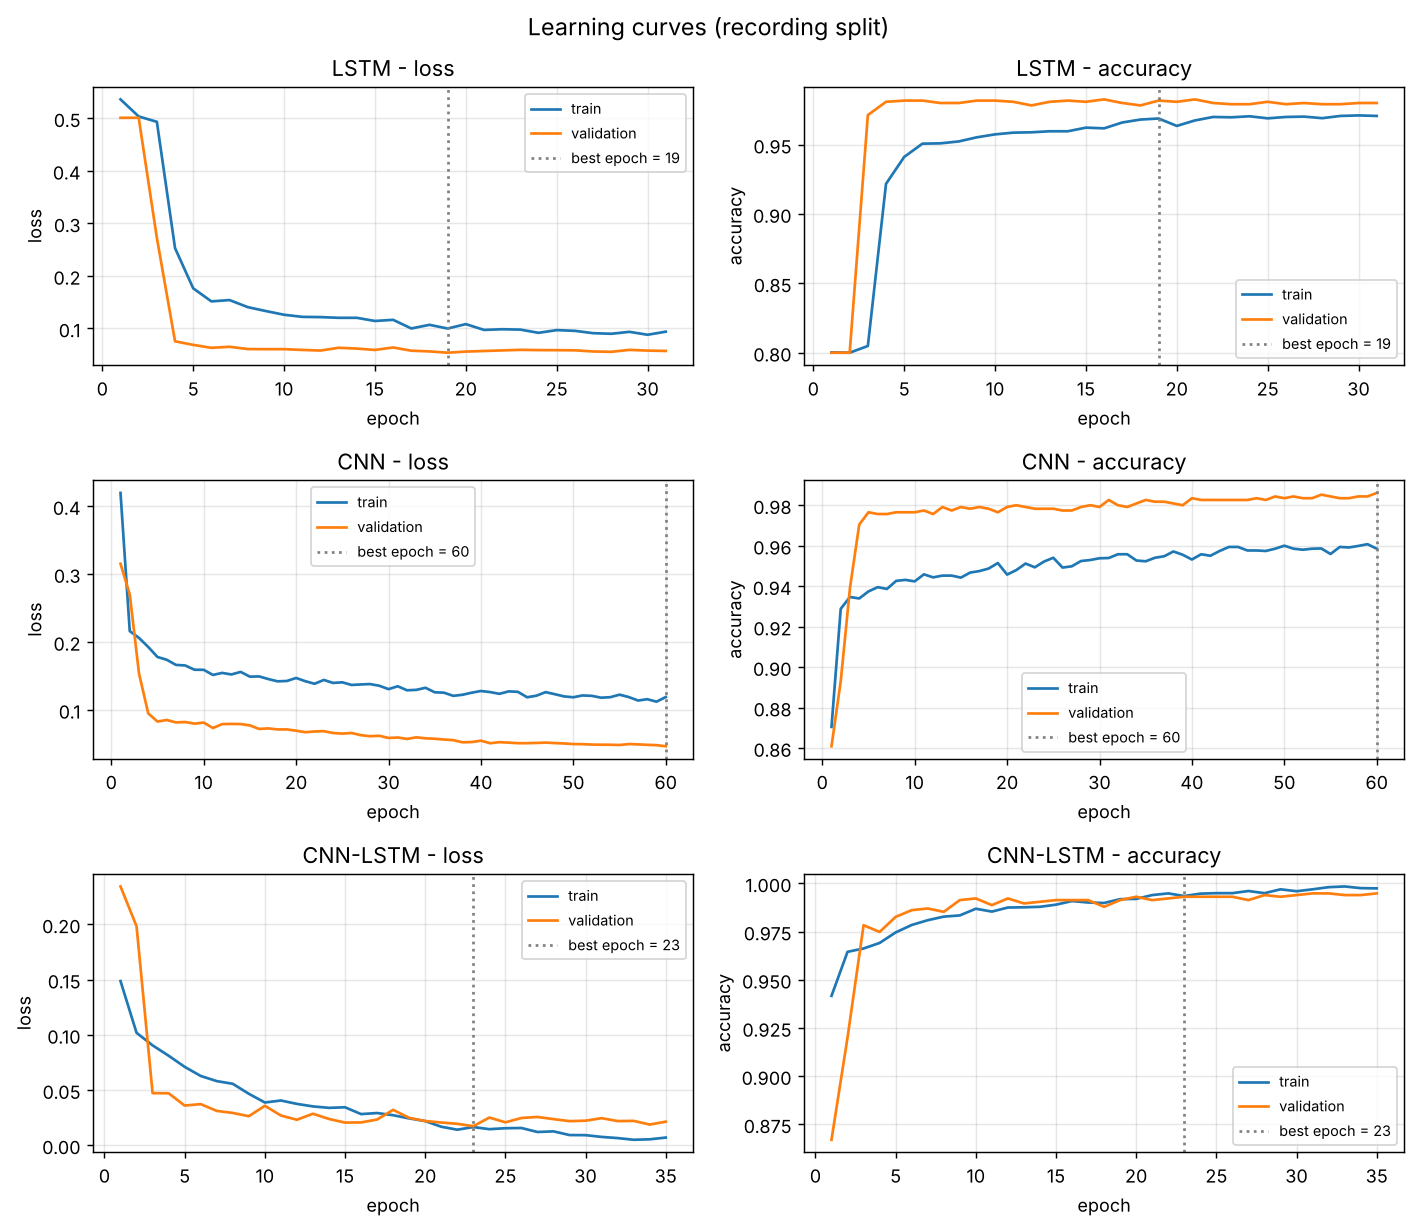 Learning curves (recording split)
LSTM - loss
loss
0.5
0.4
0.3
0.2
0.1
0 5 10 15 20 25 30
epoch
train
validation
best epoch = 19
LSTM - accuracy
accuracy
0.95
0.90
0.85
0.80
0 5 10 15 20 25 30
epoch
train
validation
best epoch = 19
CNN - loss
loss
0.4
0.3
0.2
0.1
0 10 20 30 40 50 60
epoch
train
validation
best epoch = 60
CNN - accuracy
accuracy
0.98
0.96
0.94
0.92
0.90
0.88
0.86
0 10 20 30 40 50 60
epoch
train
validation
best epoch = 60
CNN-LSTM - loss
loss
0.20
0.15
0.10
0.05
0.00
0 5 10 15 20 25 30 35
epoch
train
validation
best epoch = 23
CNN-LSTM - accuracy
accuracy
1.000
0.975
0.950
0.925
0.900
0.875
0 5 10 15 20 25 30 35
epoch
train
validation
best epoch = 23